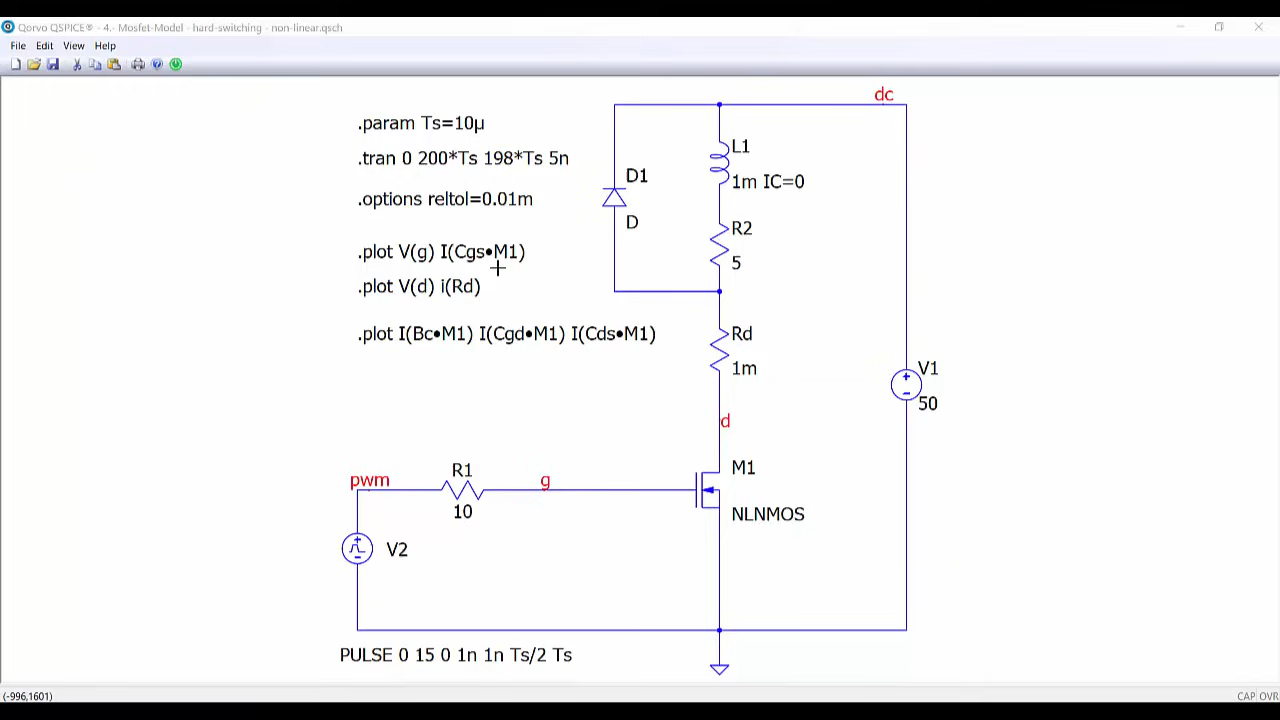 Qorvo QSPICE® - 4.- Mosfet-Model - hard-switching - non-linear.qsch
File Edit View Help
dc
.param Ts=10µ
.tran 0 200*Ts 198*Ts 5n
.options reltol=0.01m
.plot V(g) I(Cgs•M1)
.plot V(d) i(Rd)
.plot I(Bc•M1) I(Cgd•M1) I(Cds•M1)
D1
D
L1
1m IC=0
R2
5
Rd
1m
V1
50
d
M1
NLNMOS
pwm
R1
10
g
V2
PULSE 0 15 0 1n 1n Ts/2 Ts
(-996,1601)
CAP OVR